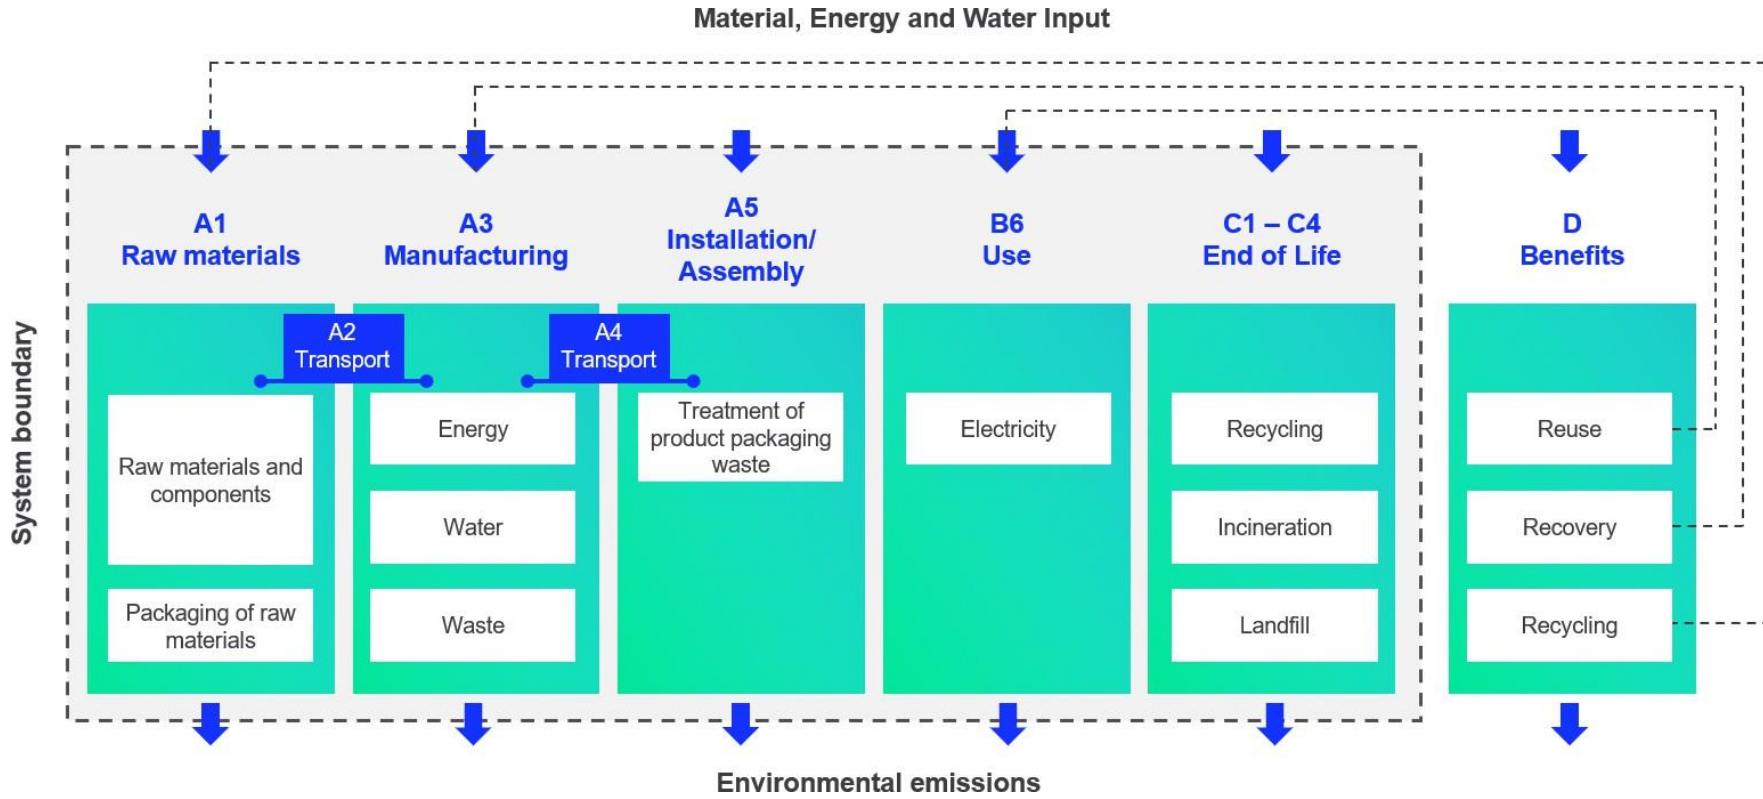 Material, Energy and Water Input
System boundary
A1
Raw materials
A3
Manufacturing
A5
Installation/
Assembly
B6
Use
C1 – C4
End of Life
D
Benefits
A2
Transport
A4
Transport
Raw materials and
components
Packaging of raw
materials
Energy
Water
Waste
Treatment of
product packaging
waste
Electricity
Recycling
Incineration
Landfill
Reuse
Recovery
Recycling
Environmental emissions